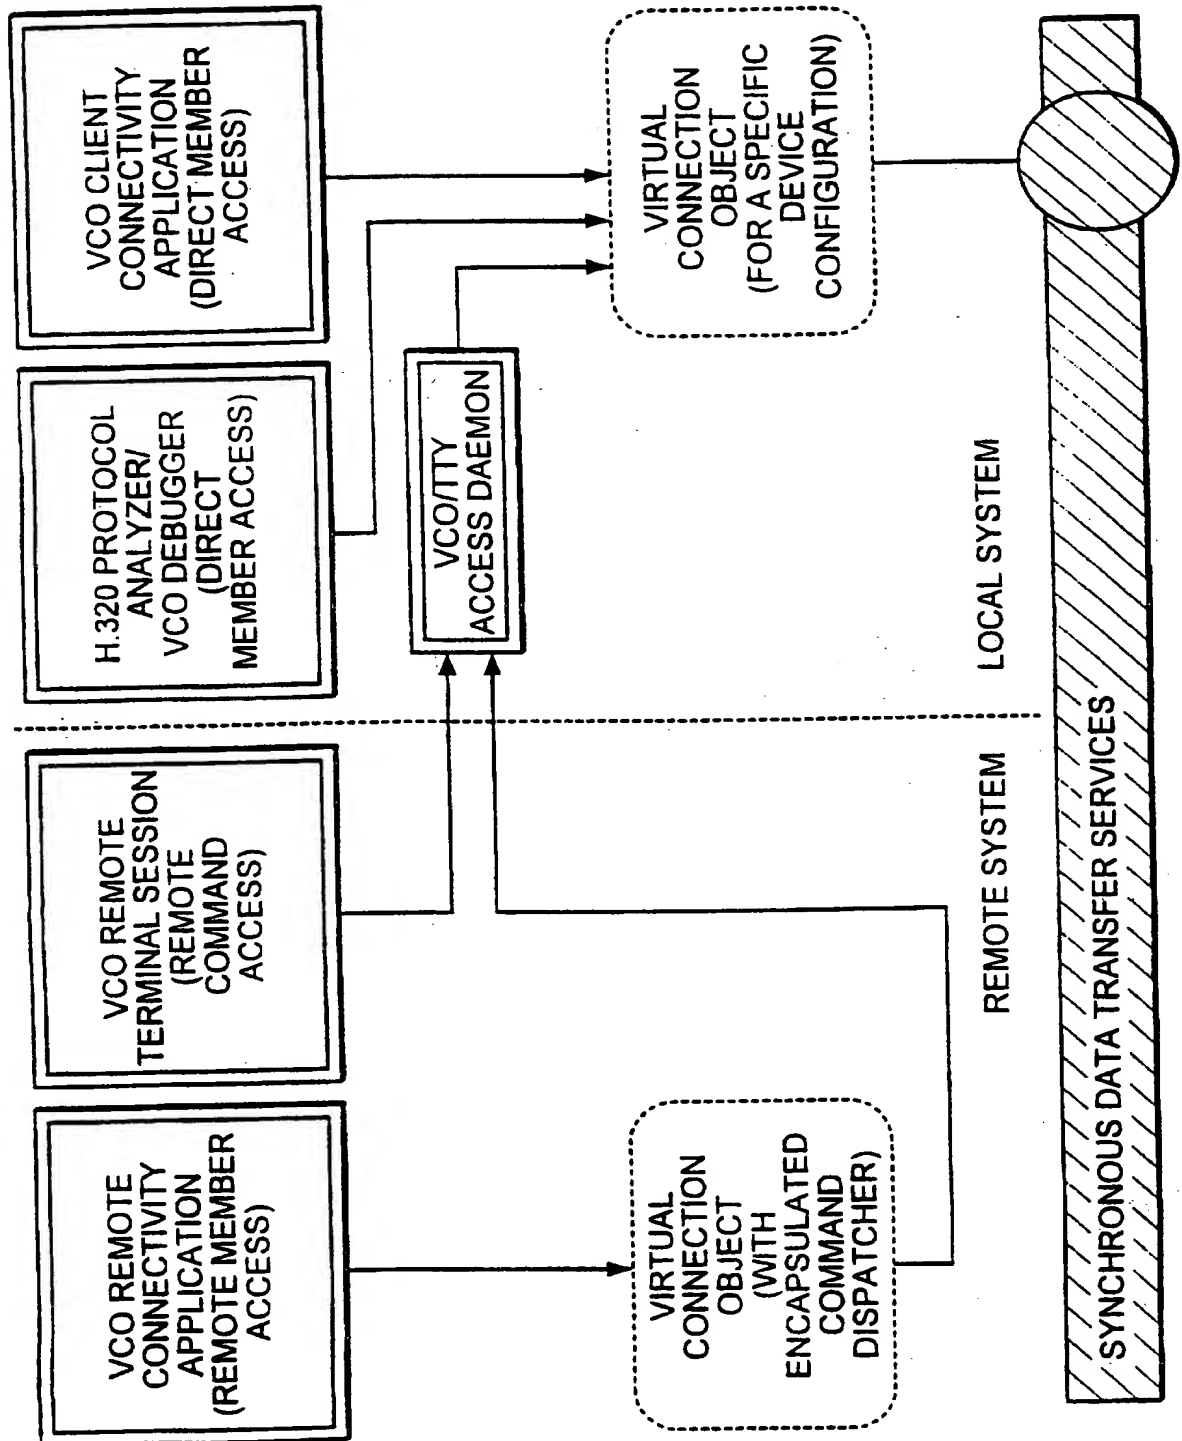 VCO REMOTE
CONNECTIVITY
APPLICATION
(REMOTE MEMBER
ACCESS)
VCO REMOTE
TERMINAL SESSION
(REMOTE
COMMAND
ACCESS)
H.320 PROTOCOL
ANALYZER/
VCO DEBUGGER
(DIRECT
MEMBER ACCESS)
VCO CLIENT
CONNECTIVITY
APPLICATION
(DIRECT MEMBER
ACCESS)
VCO/TTY
ACCESS DAEMON
VIRTUAL
CONNECTION
OBJECT
(WITH
ENCAPSULATED
COMMAND
DISPATCHER)
VIRTUAL
CONNECTION
OBJECT
(FOR A SPECIFIC
DEVICE
CONFIGURATION)
REMOTE SYSTEM
LOCAL SYSTEM
SYNCHRONOUS DATA TRANSFER SERVICES